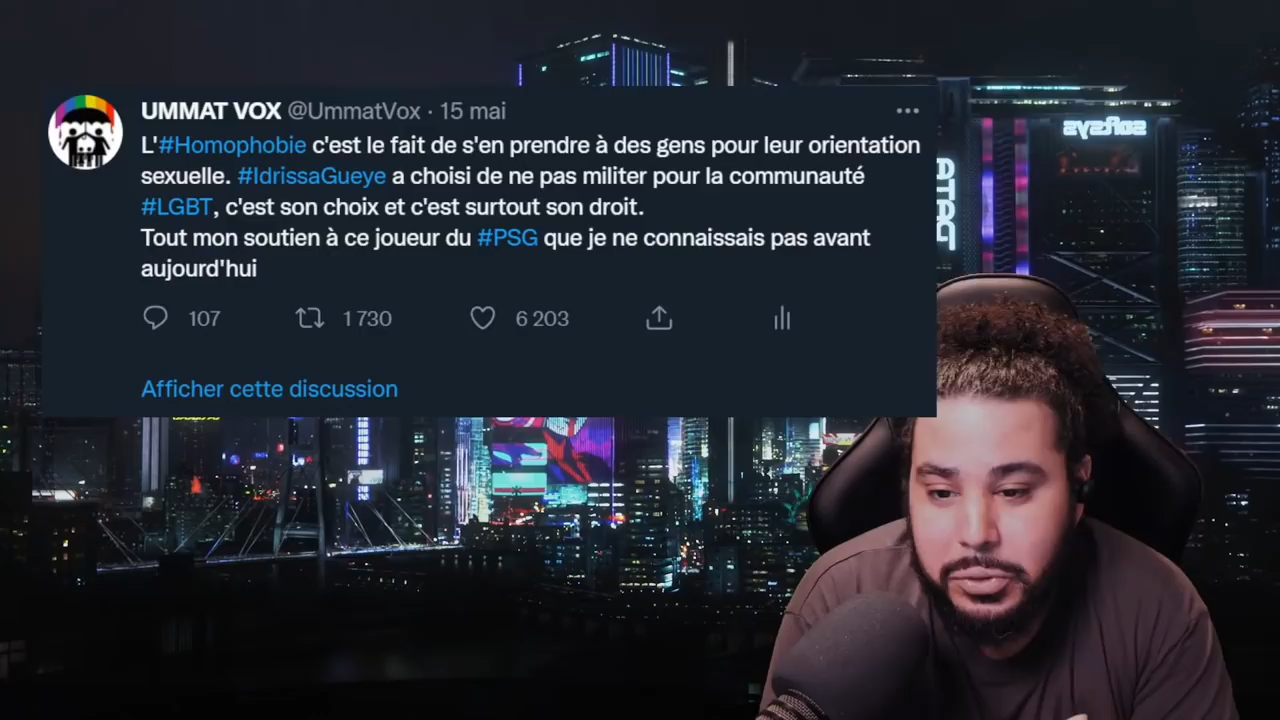 UMMAT VOX @UmmatVox · 15 mai
L'#Homophobie c'est le fait de s'en prendre à des gens pour leur orientation
sexuelle. #IdrissaGueye a choisi de ne pas militer pour la communauté
#LGBT, c'est son choix et c'est surtout son droit.
Tout mon soutien à ce joueur du #PSG que je ne connaissais pas avant
aujourd'hui
107 1 730 6 203
Afficher cette discussion